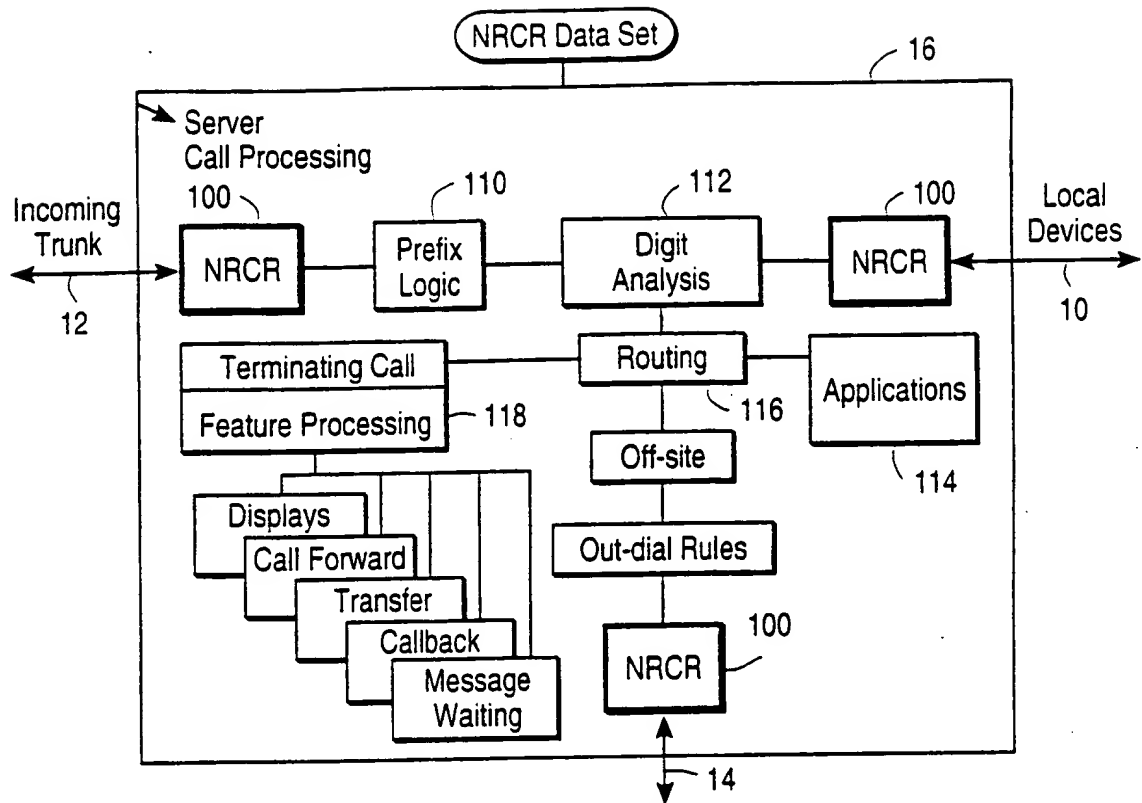 NRCR Data Set
16
Server
Call Processing
Incoming
Trunk
12
100
NRCR
110
Prefix
Logic
112
Digit
Analysis
100
NRCR
Local
Devices
10
Terminating Call
Feature Processing
118
Routing
116
Applications
114
Off-site
Out-dial Rules
Displays
Call Forward
Transfer
Callback
Message
Waiting
100
NRCR
14